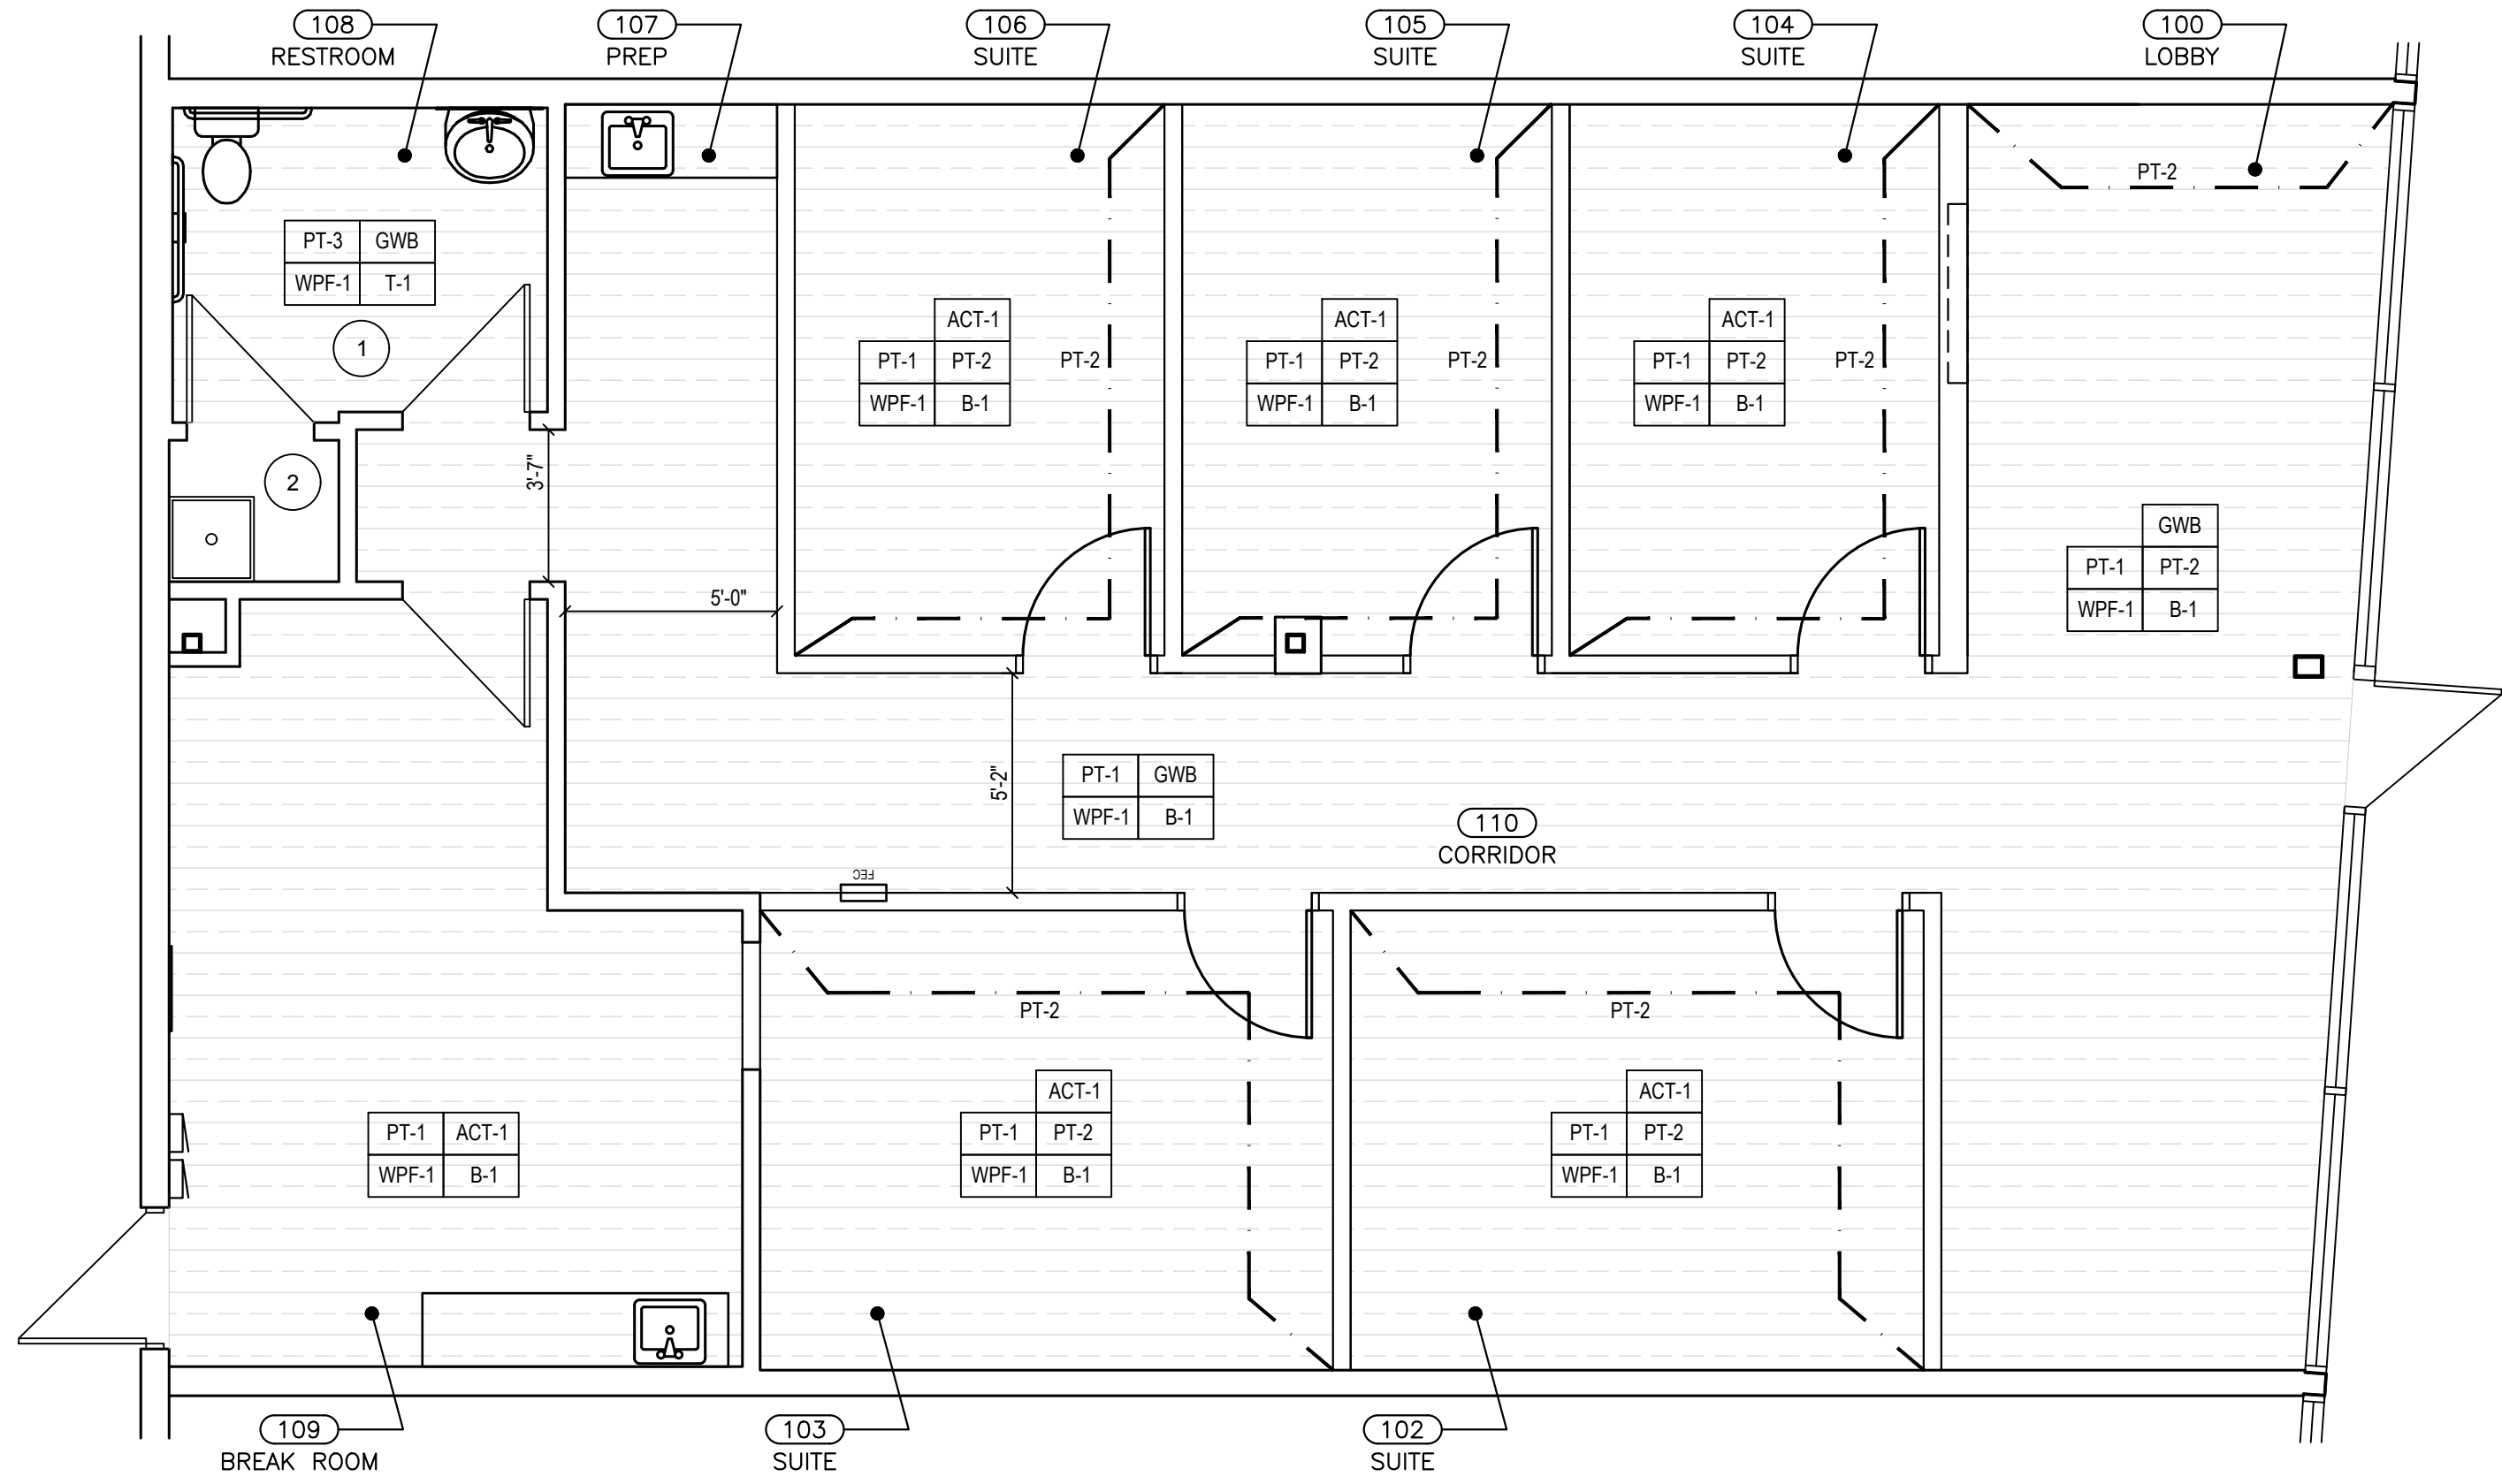 108
RESTROOM
107
PREP
106
SUITE
105
SUITE
104
SUITE
100
LOBBY
PT-2
PT-3 GWB
WPF-1 T-1
1
2
3'-7"
5'-0"
ACT-1
PT-1 PT-2
WPF-1 B-1
PT-2
ACT-1
PT-1 PT-2
WPF-1 B-1
PT-2
ACT-1
PT-1 PT-2
WPF-1 B-1
PT-2
GWB
PT-1 PT-2
WPF-1 B-1
5'-2"
PT-1 GWB
WPF-1 B-1
110
CORRIDOR
FEC
PT-2
PT-2
PT-1 ACT-1
WPF-1 B-1
ACT-1
PT-1 PT-2
WPF-1 B-1
ACT-1
PT-1 PT-2
WPF-1 B-1
109
BREAK ROOM
103
SUITE
102
SUITE